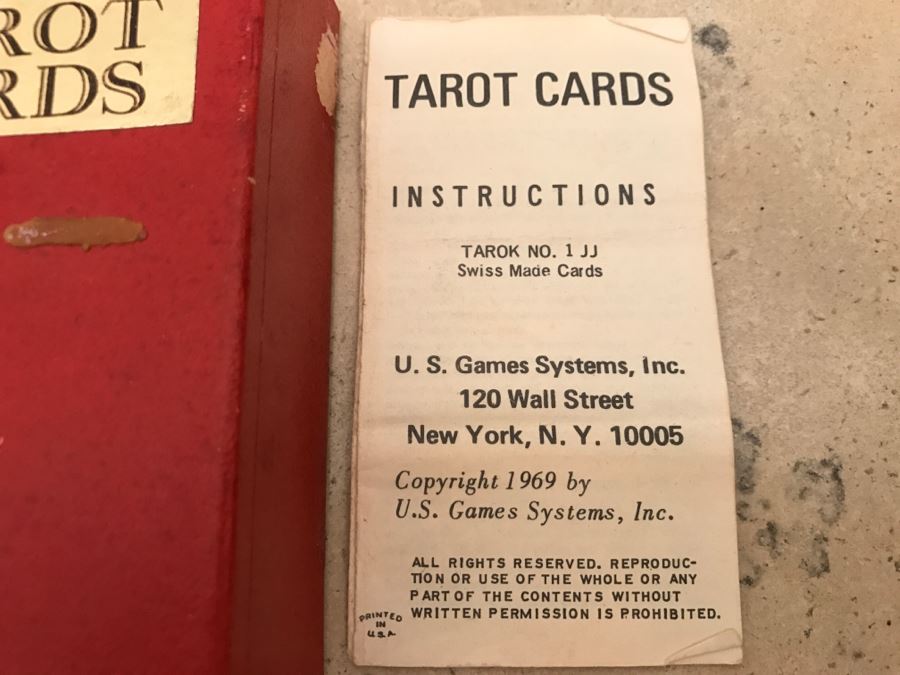 ROT
RDS
TAROT CARDS
INSTRUCTIONS
TAROK NO. 1 JJ
Swiss Made Cards
U. S. Games Systems, Inc.
120 Wall Street
New York, N. Y. 10005
Copyright 1969 by
U.S. Games Systems, Inc.
ALL RIGHTS RESERVED. REPRODUC-
TION OR USE OF THE WHOLE OR ANY
PART OF THE CONTENTS WITHOUT
WRITTEN PERMISSION IS PROHIBITED.
PRINTED
IN
U.S.A.